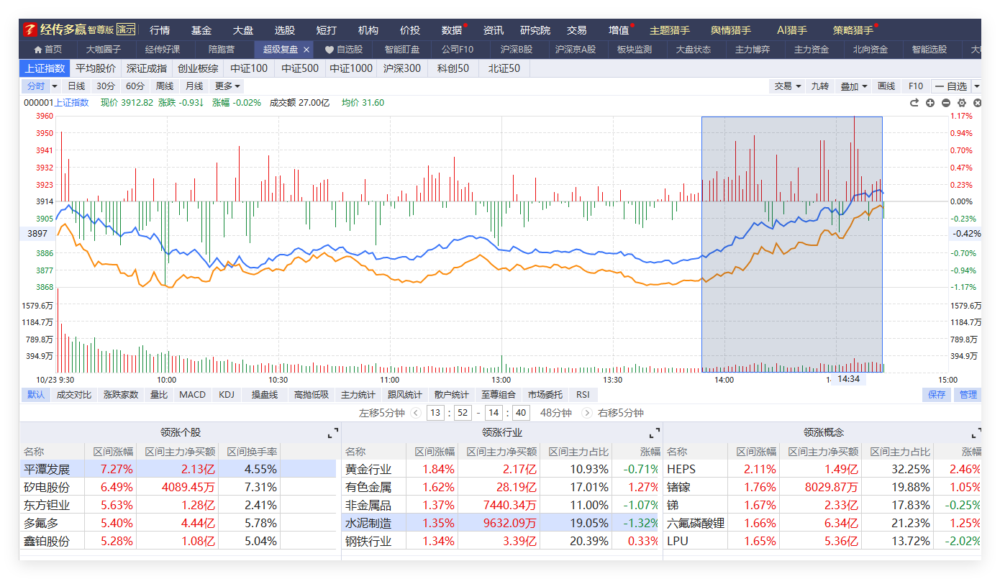 经传多赢 智尊版 演示 行情 基金 大盘 选股 短打 机构 价投 数据 资讯 研究院 交易 增值 主题猎手 舆情猎手 AI猎手 策略猎手
首页 大咖圈子 经传好课 陪跑营 超级复盘 × 自选股 智能盯盘 公司F10 沪深B股 沪深京A股 板块监测 大盘状态 主力博弈 主力资金 北向资金 智能选股
上证指数 平均股价 深证成指 创业板综 中证100 中证500 中证1000 沪深300 科创50 北证50
分时 日线 30分 60分 周线 月线 更多 交易 九转 叠加 画线 F10 一 自选
000001上证指数 现价 3912.82 涨跌 -0.93↓ 涨幅 -0.02% 成交额 27.00亿 均价 31.60
3960 1.17%
3950 0.94%
3941 0.70%
3932 0.47%
3923 0.23%
3914 0.00%
3905 -0.23%
3897 -0.42%
3886 -0.70%
3877 -0.94%
3868 -1.17%
1579.6万 1579.6万
1184.7万 1184.7万
789.8万 789.8万
394.9万 394.9万
10/23 9:30 10:00 10:30 11:00 13:00 13:30 14:00 14:34 15:00
默认 成交对比 涨跌家数 量比 MACD KDJ 操盘线 高抛低吸 主力统计 跟风统计 散户统计 至尊组合 市场委托 RSI 保存 管理
左移5分钟 13 : 52 - 14 : 40 48分钟 右移5分钟
领涨个股 领涨行业 领涨概念
名称 区间涨幅 区间主力净买额 区间换手率 名称 区间涨幅 区间主力净买额 区间主力占比 涨幅 名称 区间涨幅 区间主力净买额 区间主力占比 涨幅
平潭发展 7.27% 2.13亿 4.55% 黄金行业 1.84% 2.17亿 10.93% -0.71% HEPS 2.11% 1.49亿 32.25% 2.46%
矽电股份 6.49% 4089.45万 7.31% 有色金属 1.62% 28.19亿 17.01% 1.27% 锗镓 1.76% 8029.87万 19.88% 1.05%
东方钽业 5.63% 1.28亿 2.41% 非金属品 1.37% 7440.34万 11.00% -1.07% 锑 1.67% 2.33亿 17.83% -0.25%
多氟多 5.40% 4.44亿 5.78% 水泥制造 1.35% 9632.09万 19.05% -1.32% 六氟磷酸锂 1.66% 6.34亿 21.23% 1.25%
鑫铂股份 5.28% 1.08亿 5.04% 钢铁行业 1.34% 3.39亿 20.39% 0.33% LPU 1.65% 5.36亿 13.72% -2.02%